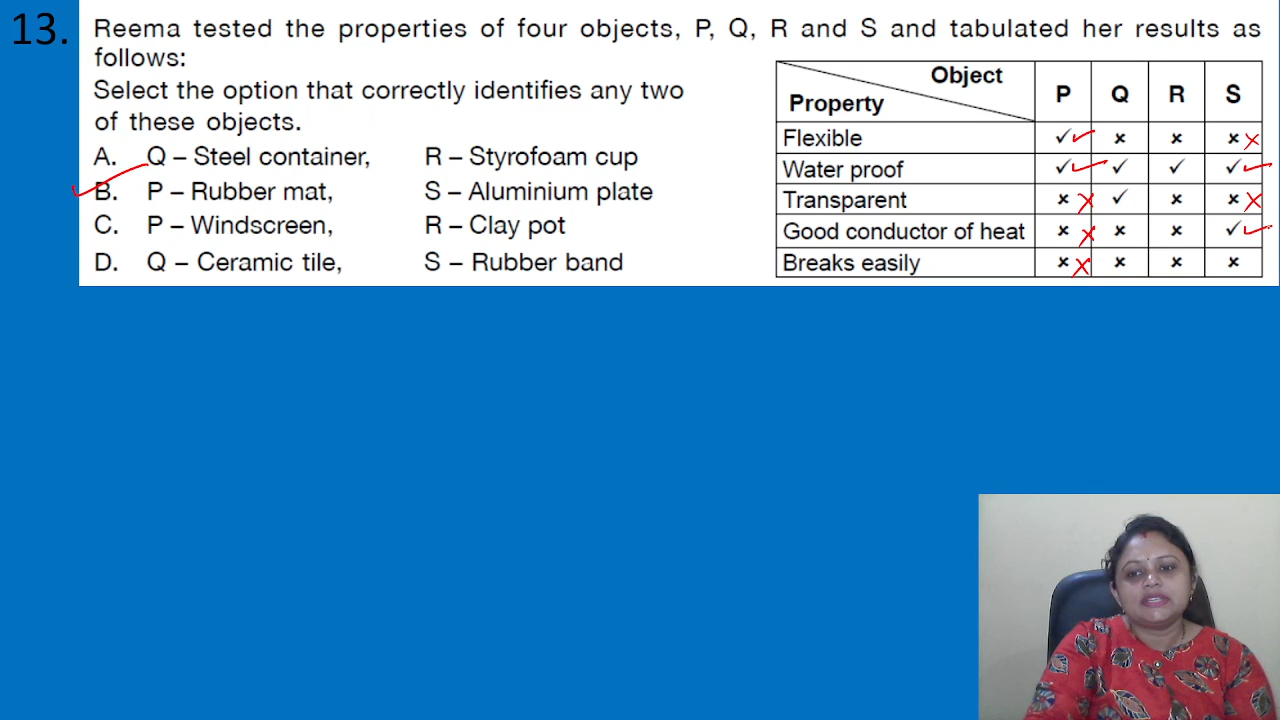 13.
Reema tested the properties of four objects, P, Q, R and S and tabulated her results as
follows:
Select the option that correctly identifies any two
of these objects.
A. Q – Steel container, R – Styrofoam cup
B. P – Rubber mat, S – Aluminium plate
C. P – Windscreen, R – Clay pot
D. Q – Ceramic tile, S – Rubber band
Object
Property P Q R S
Flexible ✓ × × ×
Water proof ✓ ✓ ✓ ✓
Transparent × ✓ × ×
Good conductor of heat × × × ✓
Breaks easily × × × ×